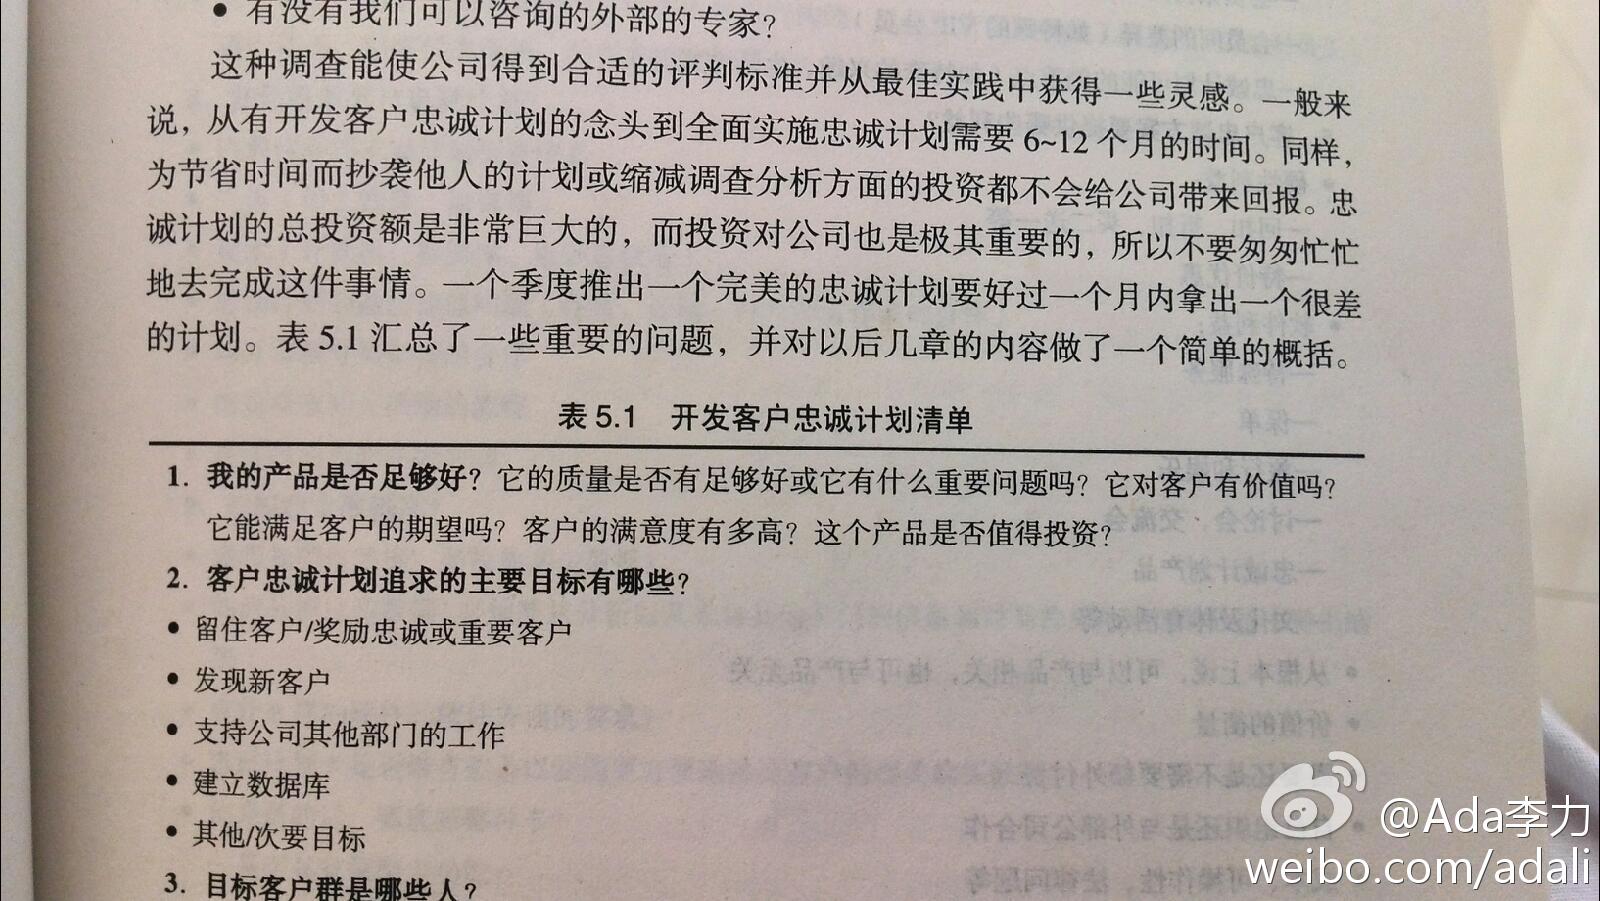 • 有没有我们可以咨询的外部的专家?
这种调查能使公司得到合适的评判标准并从最佳实践中获得一些灵感。一般来
说，从有开发客户忠诚计划的念头到全面实施忠诚计划需要 6~12 个月的时间。同样，
为节省时间而抄袭他人的计划或缩减调查分析方面的投资都不会给公司带来回报。忠
诚计划的总投资额是非常巨大的，而投资对公司也是极其重要的，所以不要匆匆忙忙
地去完成这件事情。一个季度推出一个完美的忠诚计划要好过一个月内拿出一个很差
的计划。表 5.1 汇总了一些重要的问题，并对以后几章的内容做了一个简单的概括。
表 5.1 开发客户忠诚计划清单
1. 我的产品是否足够好? 它的质量是否有足够好或它有什么重要问题吗? 它对客户有价值吗?
它能满足客户的期望吗? 客户的满意度有多高? 这个产品是否值得投资?
2. 客户忠诚计划追求的主要目标有哪些?
• 留住客户/奖励忠诚或重要客户
• 发现新客户
• 支持公司其他部门的工作
• 建立数据库
• 其他/次要目标
3. 目标客户群是哪些人?
@Ada李力
weibo.com/adali